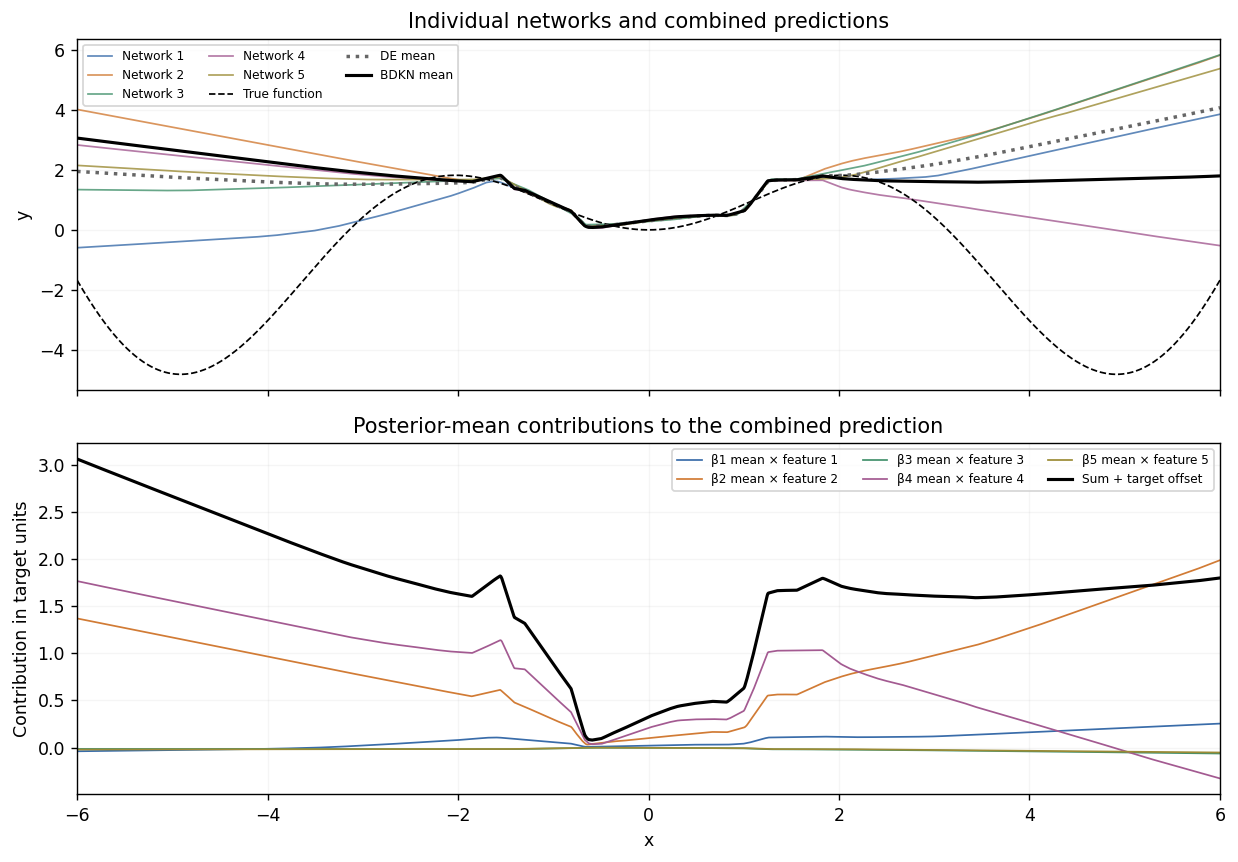 Individual networks and combined predictions
Network 1
Network 2
Network 3
Network 4
Network 5
True function
DE mean
BDKN mean
6
4
2
0
−2
−4
y
Posterior-mean contributions to the combined prediction
β1 mean × feature 1
β2 mean × feature 2
β3 mean × feature 3
β4 mean × feature 4
β5 mean × feature 5
Sum + target offset
3.0
2.5
2.0
1.5
1.0
0.5
0.0
Contribution in target units
−6
−4
−2
0
2
4
6
x